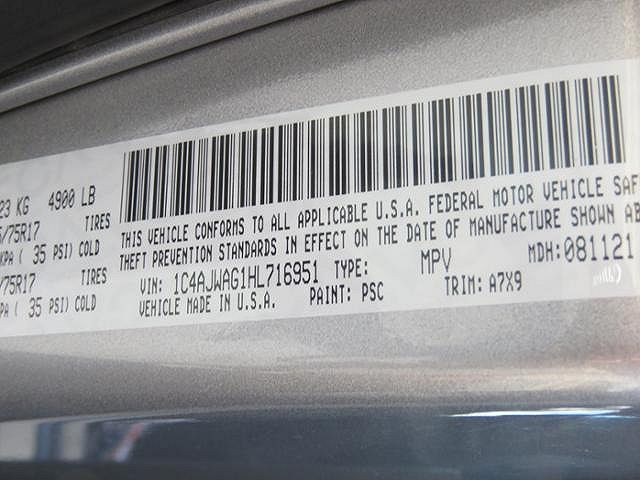 23 KG 4900 LB
/75R17 TIRES
KPA ( 35 PSI) COLD
/75R17 TIRES
PA ( 35 PSI) COLD
THIS VEHICLE CONFORMS TO ALL APPLICABLE U.S.A. FEDERAL MOTOR VEHICLE SAF
THEFT PREVENTION STANDARDS IN EFFECT ON THE DATE OF MANUFACTURE SHOWN AB
VIN: 1C4AJWAG1HL716951 TYPE: MPV MDH:081121
VEHICLE MADE IN U.S.A. PAINT: PSC TRIM: A7X9